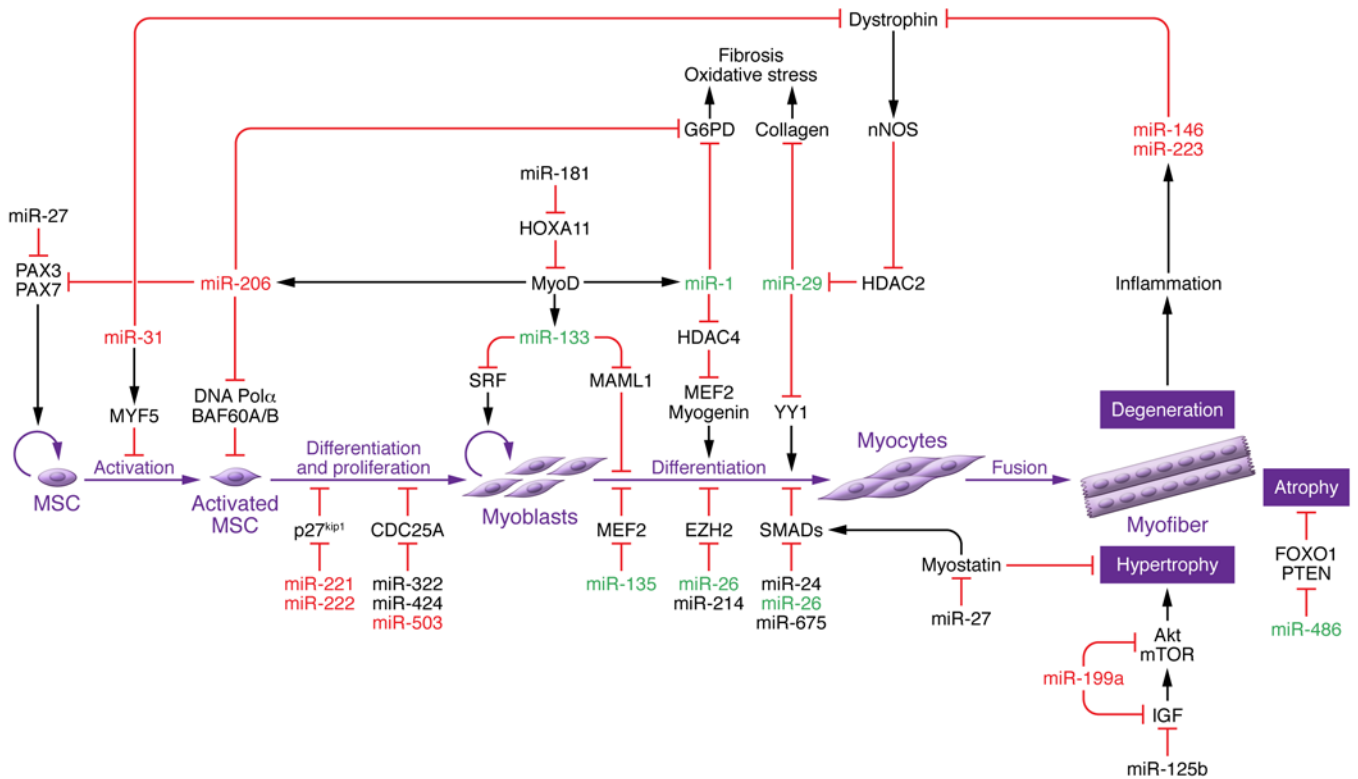 Dystrophin
Fibrosis
Oxidative stress
G6PD
Collagen
nNOS
miR-146
miR-223
miR-181
miR-27
HOXA11
PAX3
PAX7
miR-206
MyoD
miR-1
miR-29
HDAC2
Inflammation
miR-31
miR-133
HDAC4
SRF
MAML1
DNA Polα
BAF60A/B
MEF2
Myogenin
MYF5
YY1
Degeneration
Differentiation
and proliferation
Myocytes
Activation
Differentiation
Fusion
MSC
Activated
MSC
Myoblasts
Myofiber
Atrophy
p27kip1
CDC25A
MEF2
EZH2
SMADs
Myostatin
Hypertrophy
FOXO1
PTEN
miR-221
miR-222
miR-322
miR-424
miR-503
miR-135
miR-26
miR-214
miR-24
miR-26
miR-675
miR-27
miR-486
Akt
mTOR
miR-199a
IGF
miR-125b